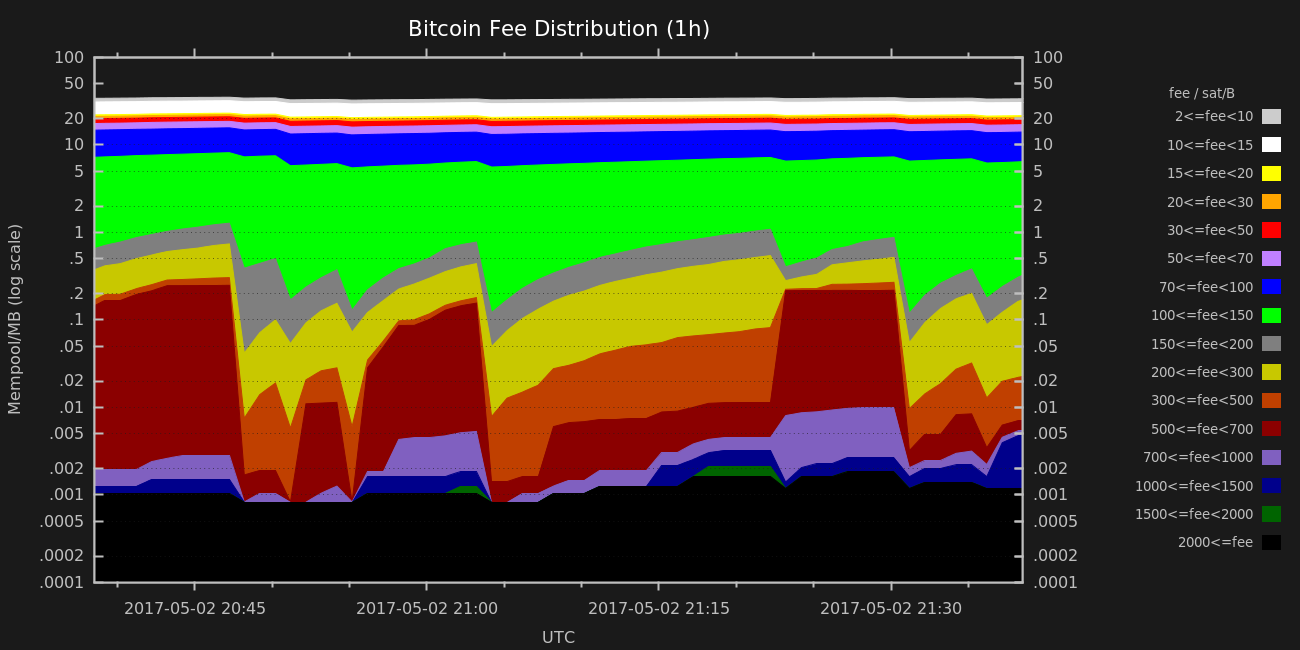 Bitcoin Fee Distribution (1h)
100
50
20
10
5
2
1
.5
.2
.1
.05
.02
.01
.005
.002
.001
.0005
.0002
.0001
Mempool/MB (log scale)
100
50
20
10
5
2
1
.5
.2
.1
.05
.02
.01
.005
.002
.001
.0005
.0002
.0001
fee / sat/B
2<=fee<10
10<=fee<15
15<=fee<20
20<=fee<30
30<=fee<50
50<=fee<70
70<=fee<100
100<=fee<150
150<=fee<200
200<=fee<300
300<=fee<500
500<=fee<700
700<=fee<1000
1000<=fee<1500
1500<=fee<2000
2000<=fee
2017-05-02 20:45
2017-05-02 21:00
2017-05-02 21:15
2017-05-02 21:30
UTC